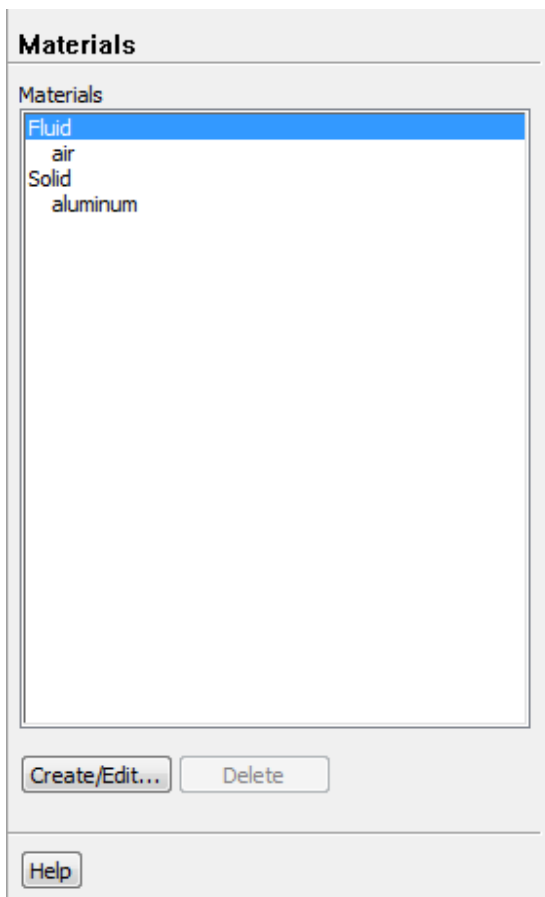 Materials
Materials
Fluid
air
Solid
aluminum
Create/Edit... Delete
Help